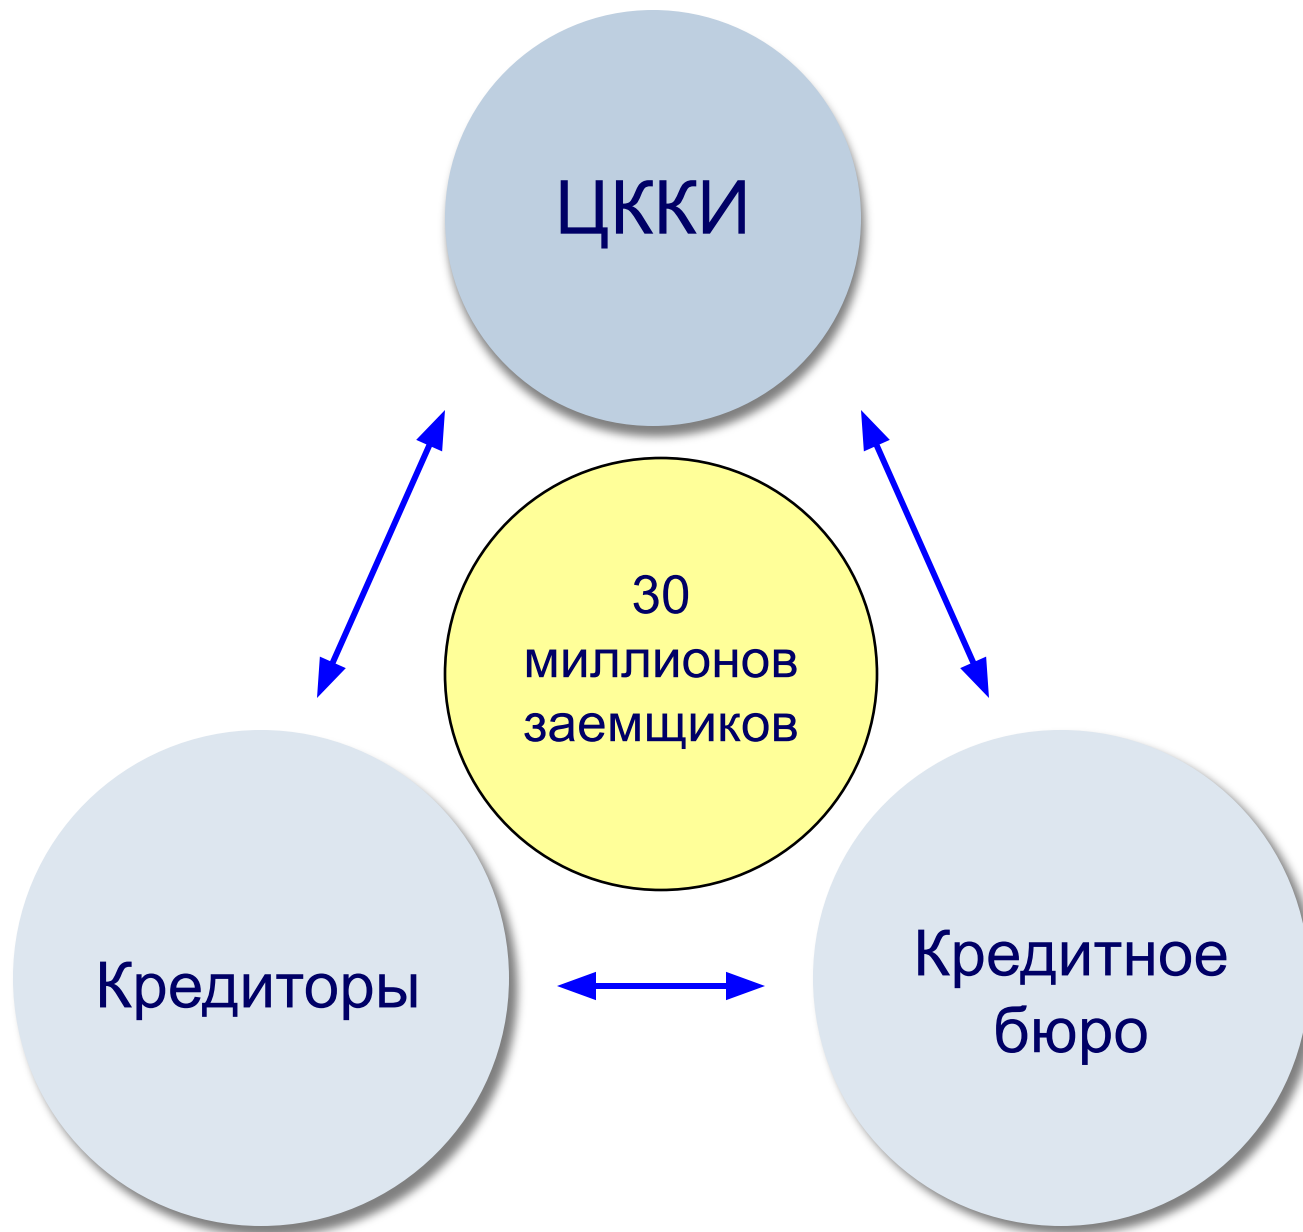 ЦККИ
30
миллионов
заемщиков
Кредиторы
Кредитное
бюро